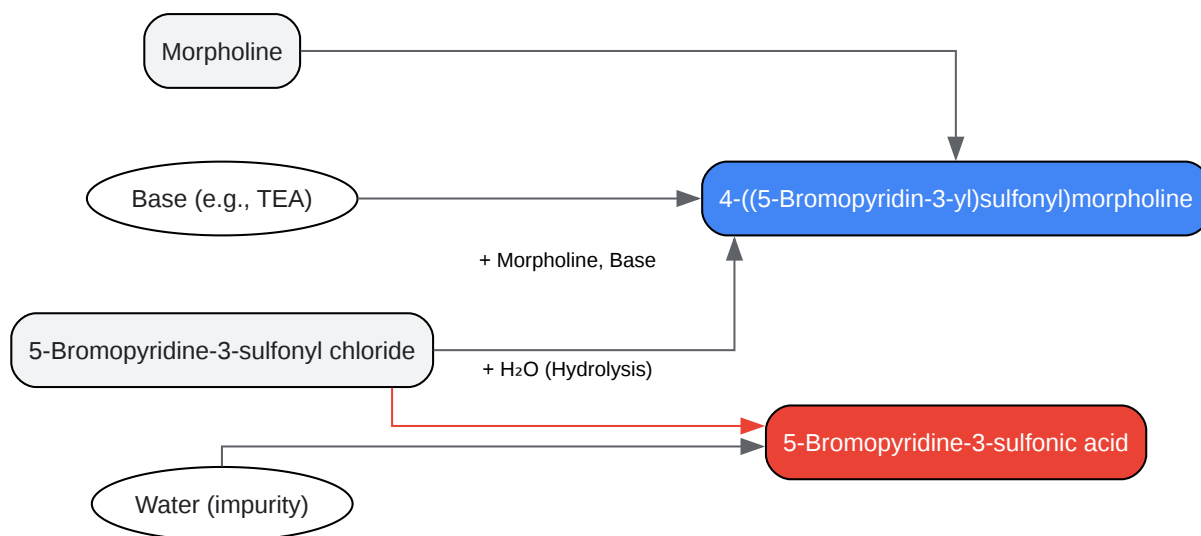 Morpholine
Base (e.g., TEA)
4-((5-Bromopyridin-3-yl)sulfonyl)morpholine
+ Morpholine, Base
5-Bromopyridine-3-sulfonyl chloride
+ H₂O (Hydrolysis)
5-Bromopyridine-3-sulfonic acid
Water (impurity)